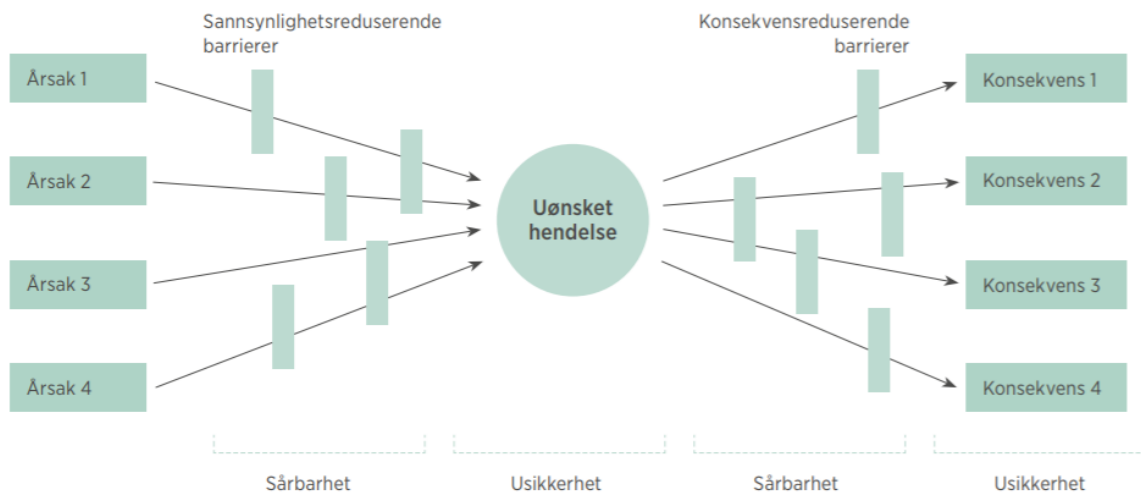 Sannsynlighetsreduserende
barrierer
Konsekvensreduserende
barrierer
Årsak 1
Årsak 2
Årsak 3
Årsak 4
Uønsket
hendelse
Konsekvens 1
Konsekvens 2
Konsekvens 3
Konsekvens 4
Sårbarhet
Usikkerhet
Sårbarhet
Usikkerhet